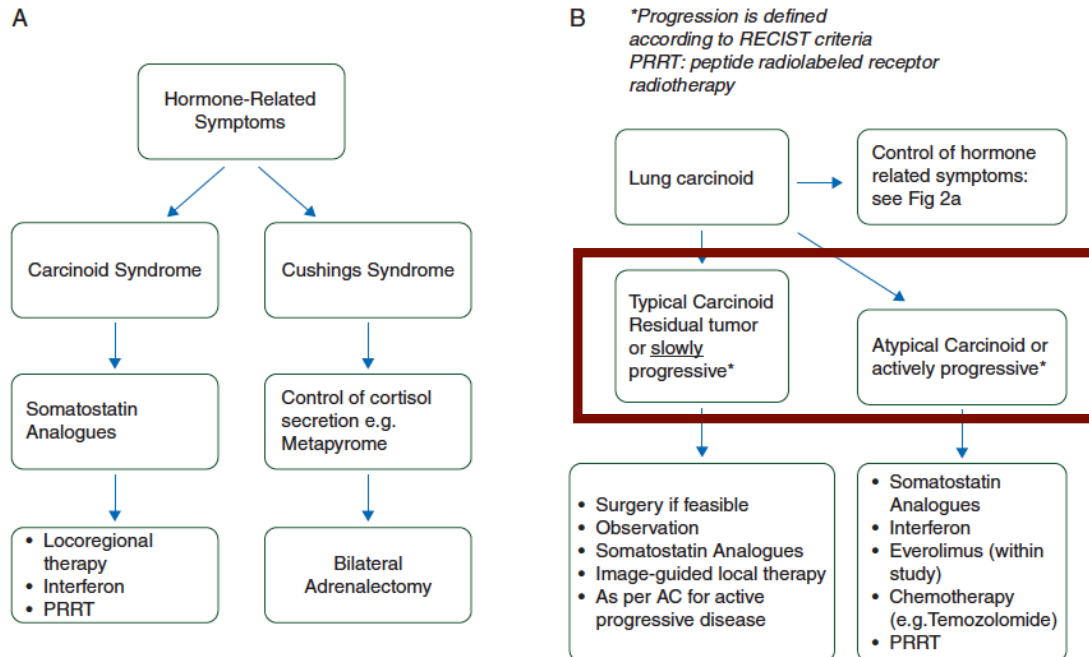 A
Hormone-Related
Symptoms
Carcinoid Syndrome
Cushings Syndrome
Somatostatin
Analogues
Control of cortisol
secretion e.g.
Metapyrome
• Locoregional
therapy
• Interferon
• PRRT
Bilateral
Adrenalectomy
B
*Progression is defined
according to RECIST criteria
PRRT: peptide radiolabeled receptor
radiotherapy
Lung carcinoid
Control of hormone
related symptoms:
see Fig 2a
Typical Carcinoid
Residual tumor
or slowly
progressive*
Atypical Carcinoid or
actively progressive*
• Surgery if feasible
• Observation
• Somatostatin Analogues
• Image-guided local therapy
• As per AC for active
progressive disease
• Somatostatin
Analogues
• Interferon
• Everolimus (within
study)
• Chemotherapy
(e.g.Temozolomide)
• PRRT